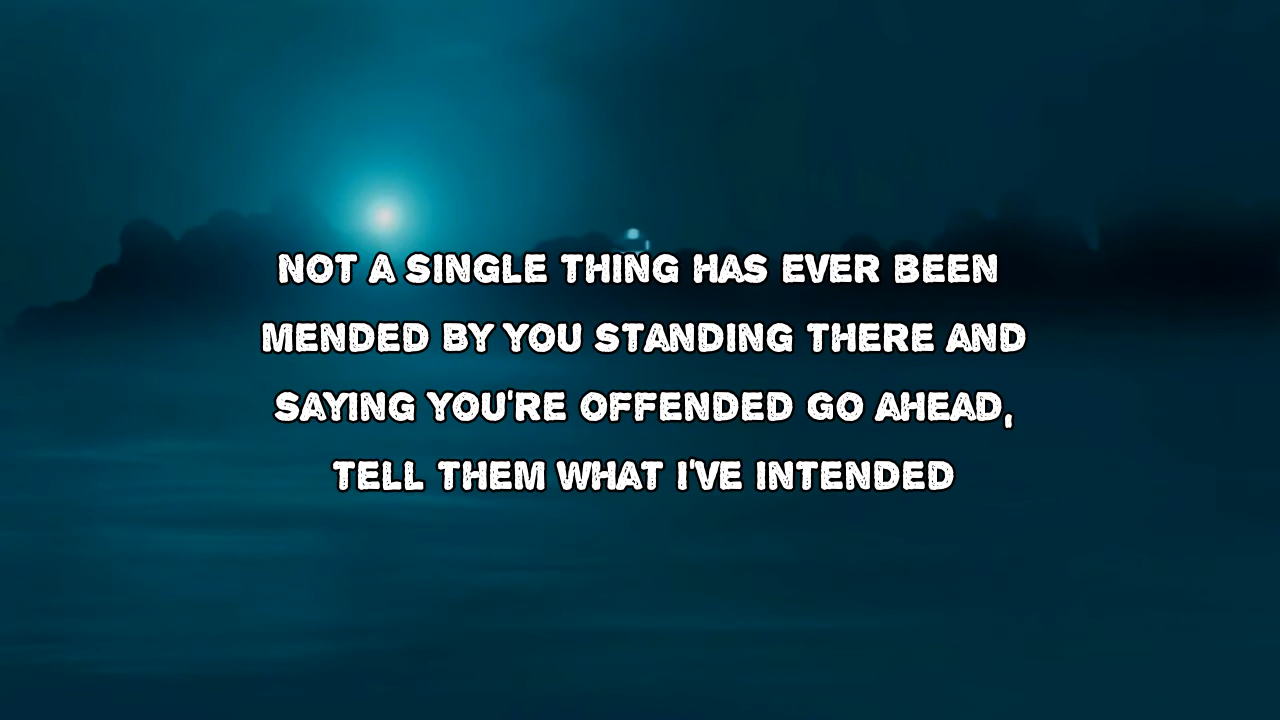 NOT A SINGLE THING HAS EVER BEEN
MENDED BY YOU STANDING THERE AND
SAYING YOU'RE OFFENDED GO AHEAD,
TELL THEM WHAT I'VE INTENDED